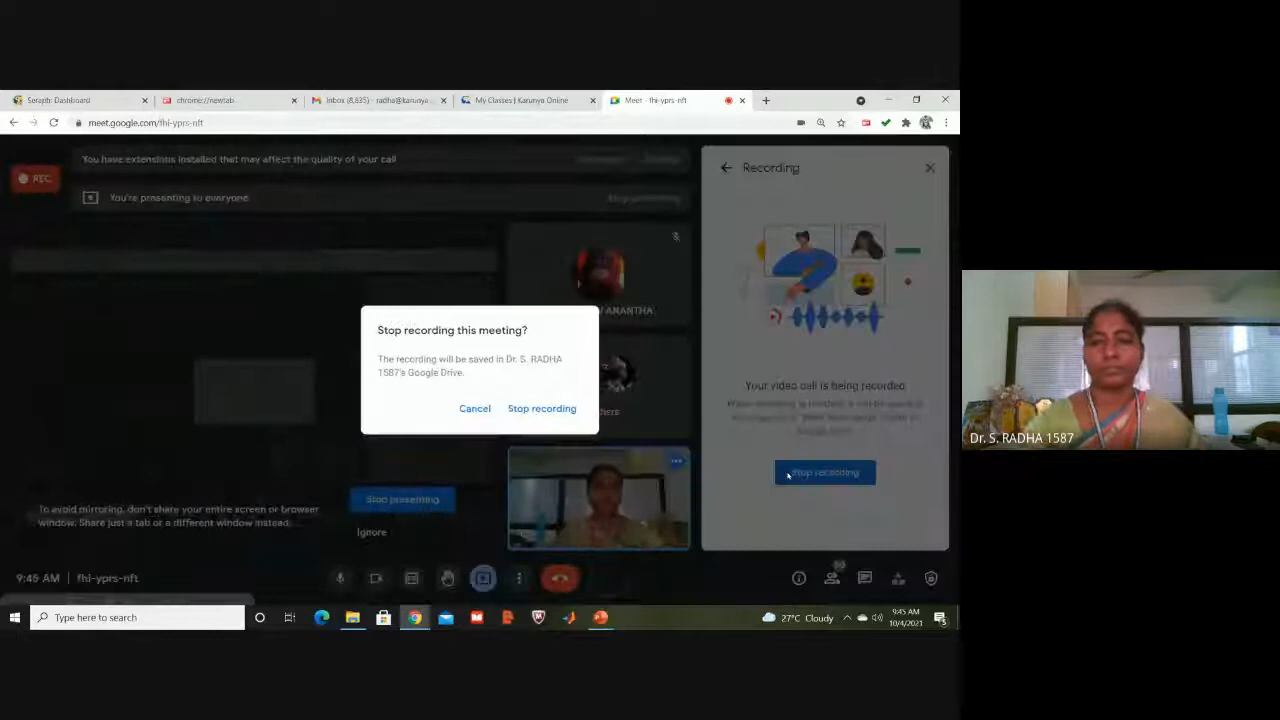 Seraph: Dashboard
chrome://newtab
Inbox (8,835) - radha@karunya...
My Classes | Karunya Online
Meet - fhi-yprs-nft
meet.google.com/fhi-yprs-nft
You have extensions installed that may affect the quality of your call
REC
You're presenting to everyone
Stop presenting
Recording
ANANTHA
Stop recording this meeting?
The recording will be saved in Dr. S. RADHA
1587's Google Drive.
Cancel
Stop recording
Your video call is being recorded
Stop recording
Stop presenting
To avoid mirroring, don't share your entire screen or browser
window. Share just a tab or a different window instead.
Ignore
Dr. S. RADHA 1587
9:45 AM | fhi-yprs-nft
Type here to search
27°C Cloudy
9:45 AM
10/4/2021